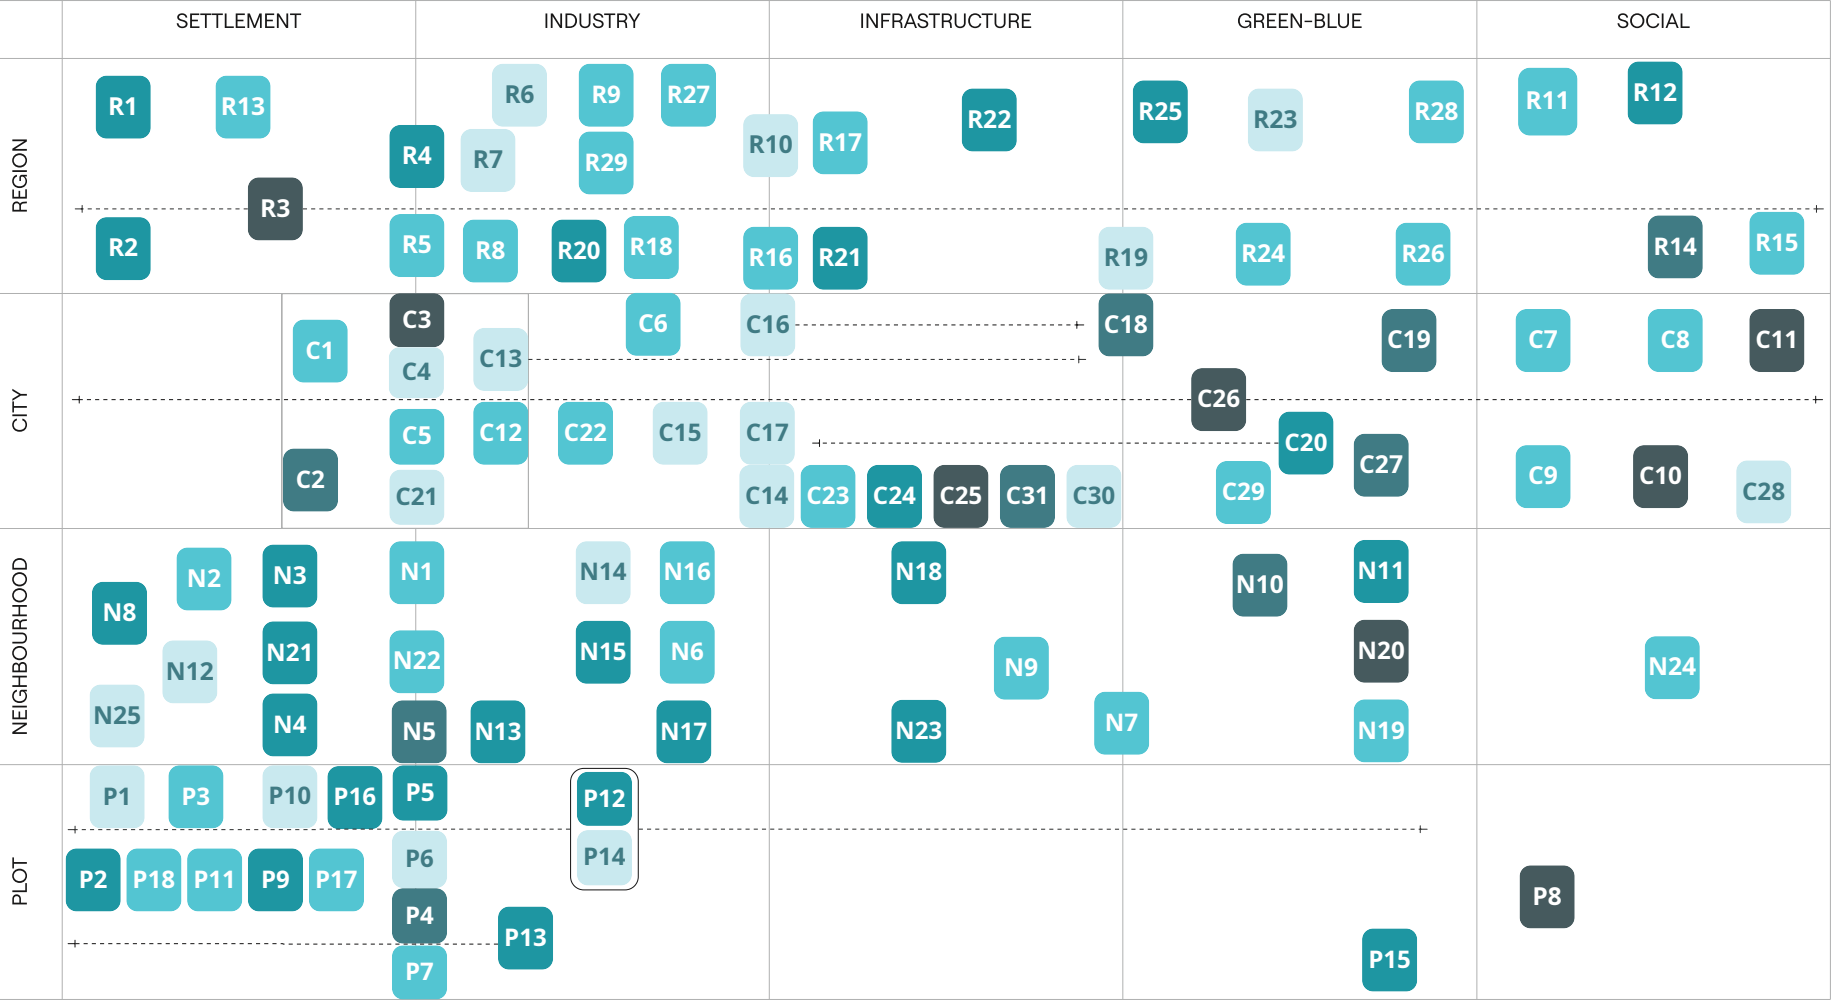 SETTLEMENT INDUSTRY INFRASTRUCTURE GREEN-BLUE SOCIAL
REGION
R1 R13 R6 R9 R27 R22 R25 R23 R28 R11 R12
R4 R7 R29 R10 R17
R3
R2 R5 R8 R20 R18 R16 R21 R19 R24 R26 R14 R15
CITY
C1 C3 C13 C6 C16 C18 C19 C7 C8 C11
C4
C26
C5 C12 C22 C15 C17 C20 C27
C2 C21 C14 C23 C24 C25 C31 C30 C29 C9 C10 C28
NEIGHBOURHOOD
N8 N2 N3 N1 N14 N16 N18 N10 N11
N12 N21 N22 N15 N6 N9 N20 N24
N25 N4 N5 N13 N17 N23 N7 N19
PLOT
P1 P3 P10 P16 P5 P12
P6 P14
P2 P18 P11 P9 P17 P4 P8
P13
P7 P15